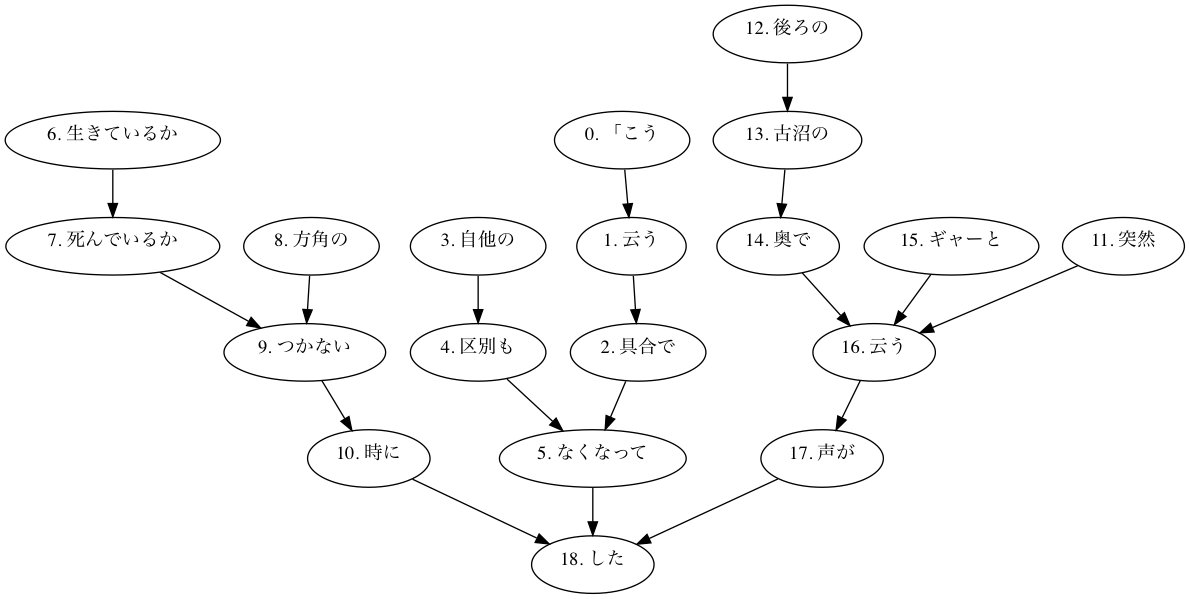 12. 後ろの
6. 生きているか
0. 「こう
13. 古沼の
7. 死んでいるか
8. 方角の
3. 自他の
1. 云う
14. 奥で
15. ギャーと
11. 突然
9. つかない
4. 区別も
2. 具合で
16. 云う
10. 時に
5. なくなって
17. 声が
18. した